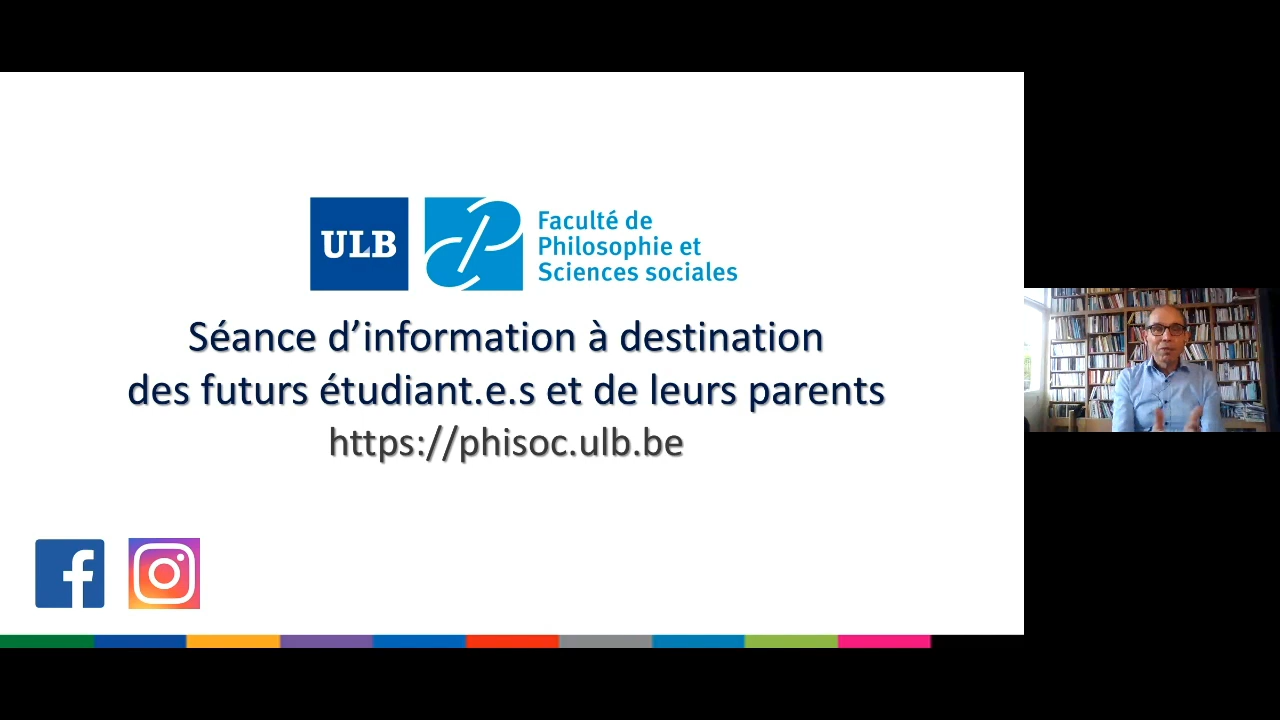 ULB
Faculté de
Philosophie et
Sciences sociales
Séance d’information à destination
des futurs étudiant.e.s et de leurs parents
https://phisoc.ulb.be